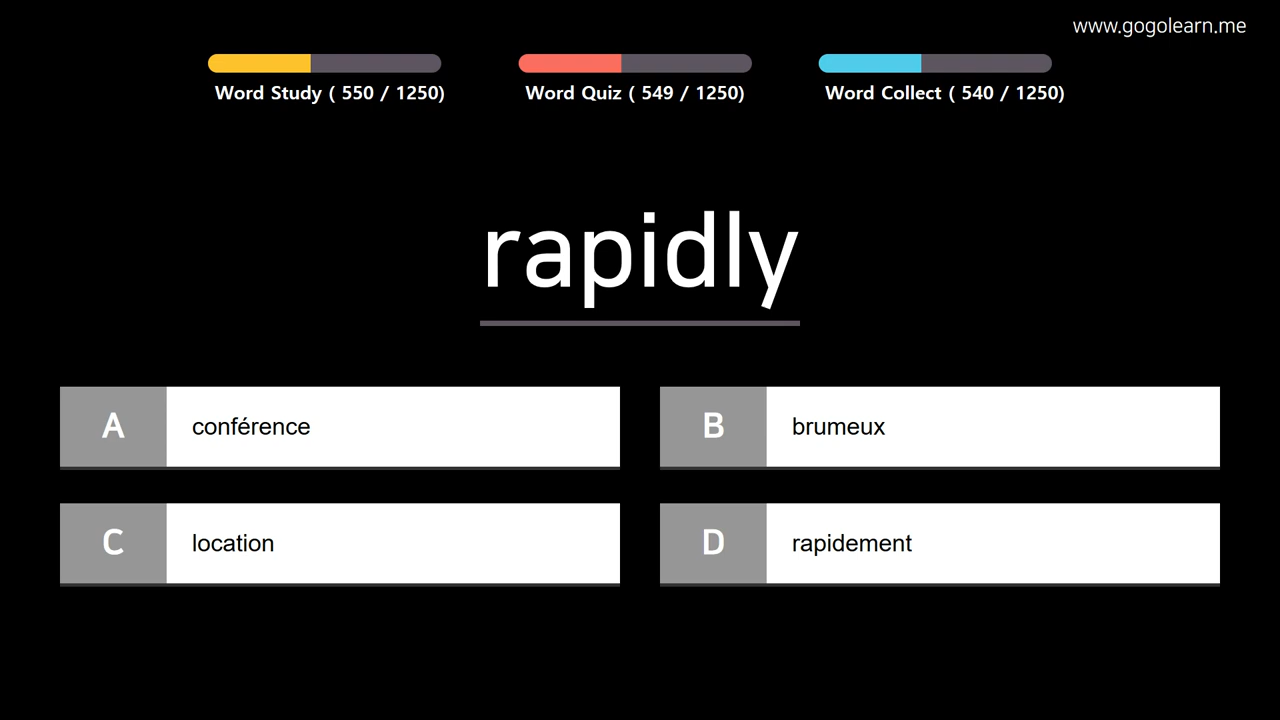 www.gogolearn.me
Word Study ( 550 / 1250)
Word Quiz ( 549 / 1250)
Word Collect ( 540 / 1250)
rapidly
A conférence
B brumeux
C location
D rapidement